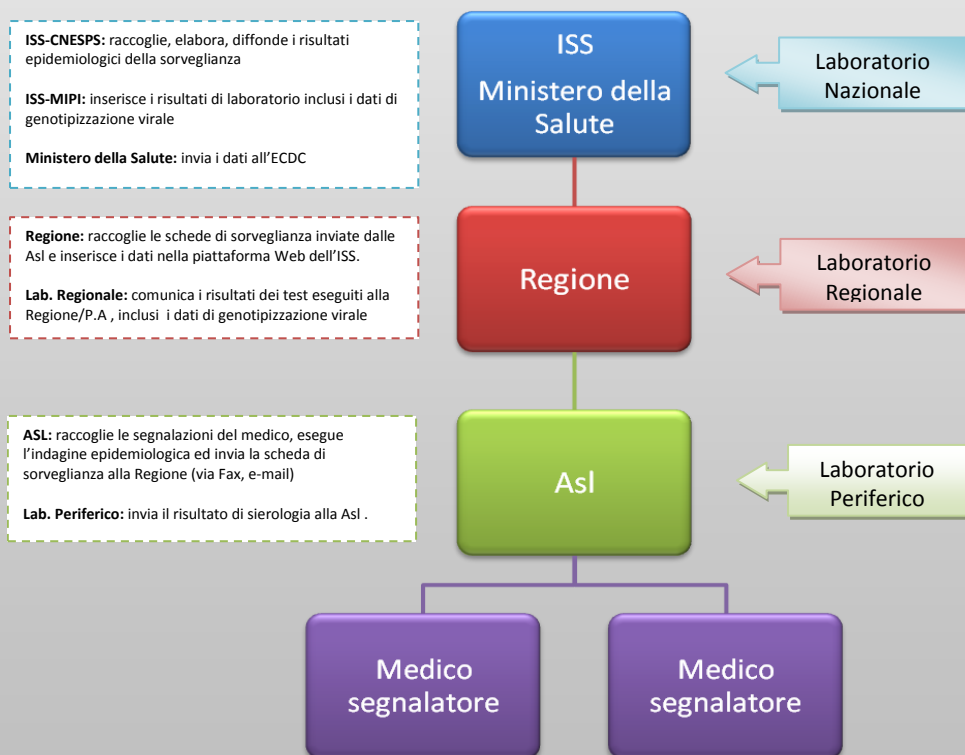 ISS-CNESPS: raccoglie, elabora, diffonde i risultati
epidemiologici della sorveglianza
ISS-MIPI: inserisce i risultati di laboratorio inclusi i dati di
genotipizzazione virale
Ministero della Salute: invia i dati all'ECDC
ISS
Ministero della
Salute
Laboratorio
Nazionale
Regione: raccoglie le schede di sorveglianza inviate dalle
Asl e inserisce i dati nella piattaforma Web dell'ISS.
Lab. Regionale: comunica i risultati dei test eseguiti alla
Regione/P.A , inclusi i dati di genotipizzazione virale
Regione
Laboratorio
Regionale
ASL: raccoglie le segnalazioni del medico, esegue
l'indagine epidemiologica ed invia la scheda di
sorveglianza alla Regione (via Fax, e-mail)
Lab. Periferico: invia il risultato di sierologia alla Asl .
Asl
Laboratorio
Periferico
Medico
segnalatore
Medico
segnalatore